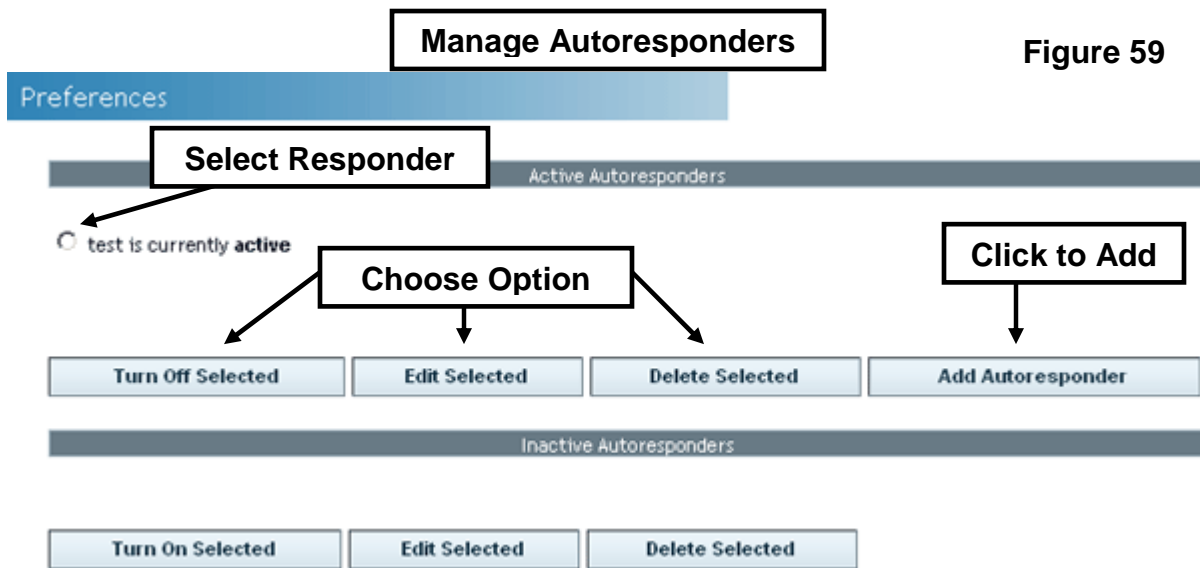 Manage Autoresponders
Figure 59
Preferences
Select Responder
Active Autoresponders
test is currently active
Choose Option
Click to Add
Turn Off Selected
Edit Selected
Delete Selected
Add Autoresponder
Inactive Autoresponders
Turn On Selected
Edit Selected
Delete Selected